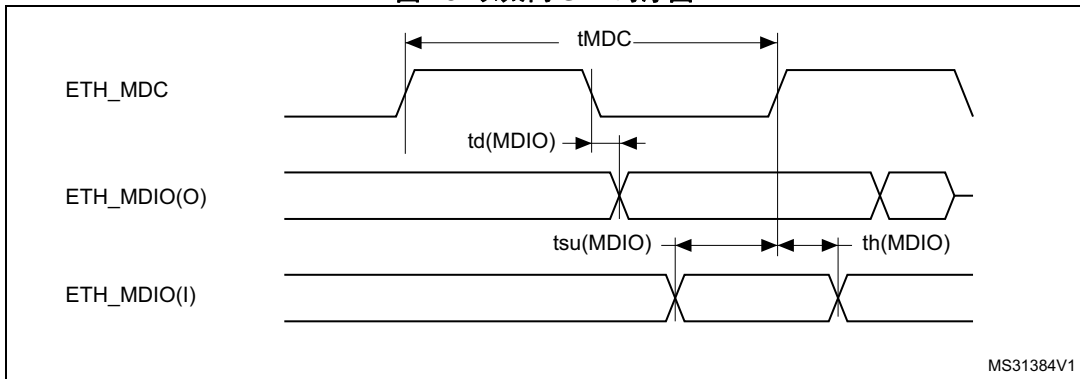 tMDC
ETH_MDC
td(MDIO)
ETH_MDIO(O)
tsu(MDIO)
th(MDIO)
ETH_MDIO(I)
MS31384V1